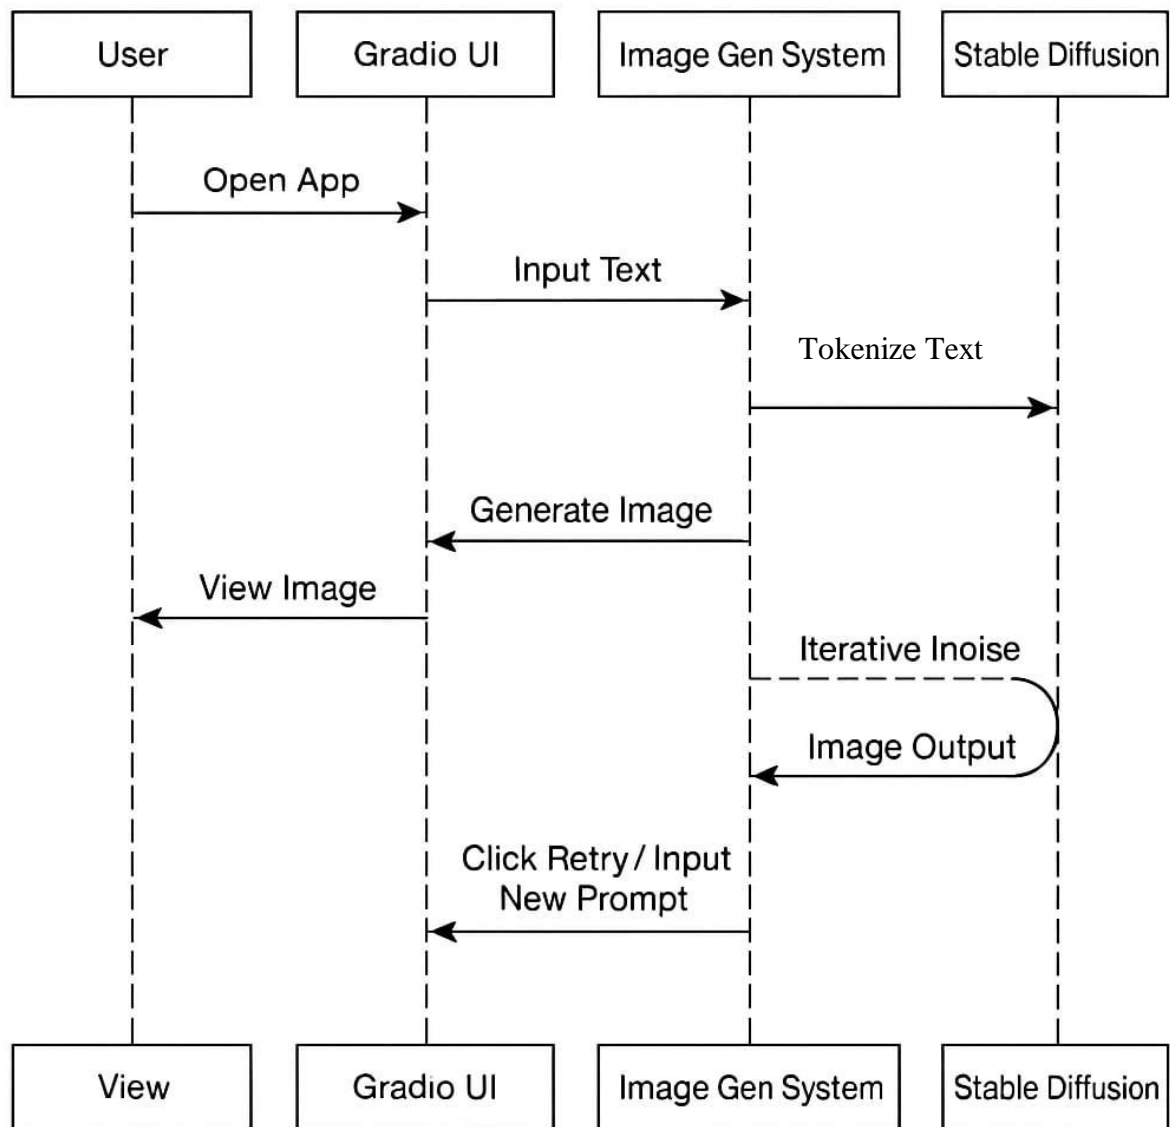 User
Gradio UI
Image Gen System
Stable Diffusion
Open App
Input Text
Tokenize Text
Generate Image
View Image
Iterative Inoise
Image Output
Click Retry / Input
New Prompt
View
Gradio UI
Image Gen System
Stable Diffusion